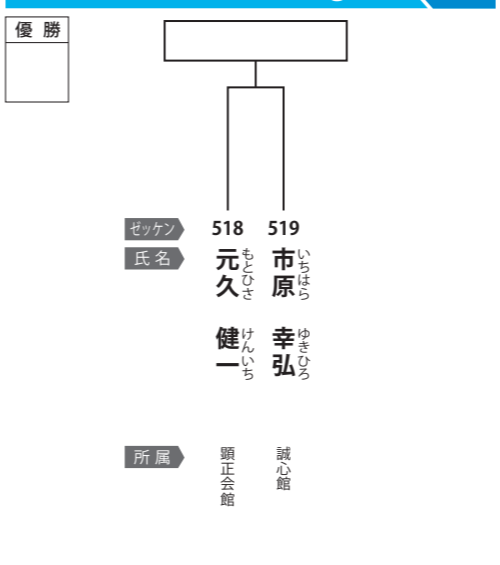 優勝
ゼッケン 518 519
氏名
元久 健一
もとひさ けんいち
市原 幸弘
いちはら ゆきひろ
所属
顕正会館
誠心館